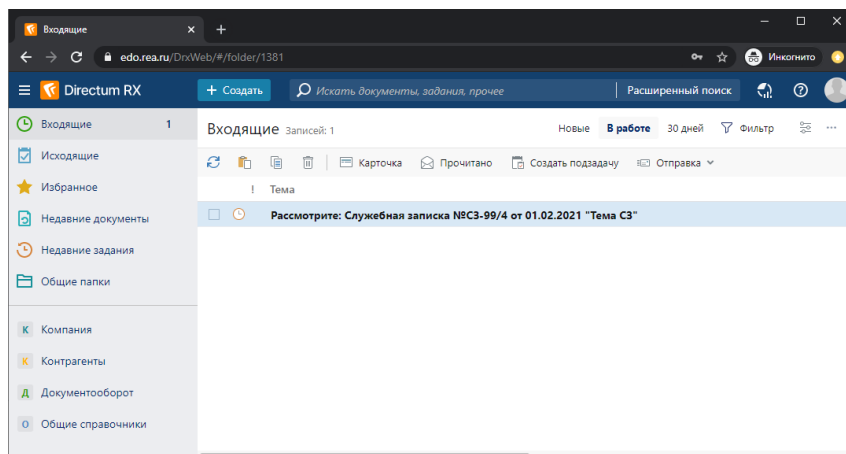 Входящие
edo.rea.ru/DrxWeb/#/folder/1381
Инкогнито
Directum RX
+ Создать
Искать документы, задания, прочее
Расширенный поиск
Входящие 1
Исходящие
Избранное
Недавние документы
Недавние задания
Общие папки
К Компания
К Контрагенты
Д Документооборот
О Общие справочники
Входящие Записей: 1
Новые В работе 30 дней Фильтр
Карточка Прочитано Создать подзадачу Отправка
! Тема
Рассмотрите: Служебная записка №СЗ-99/4 от 01.02.2021 "Тема СЗ"